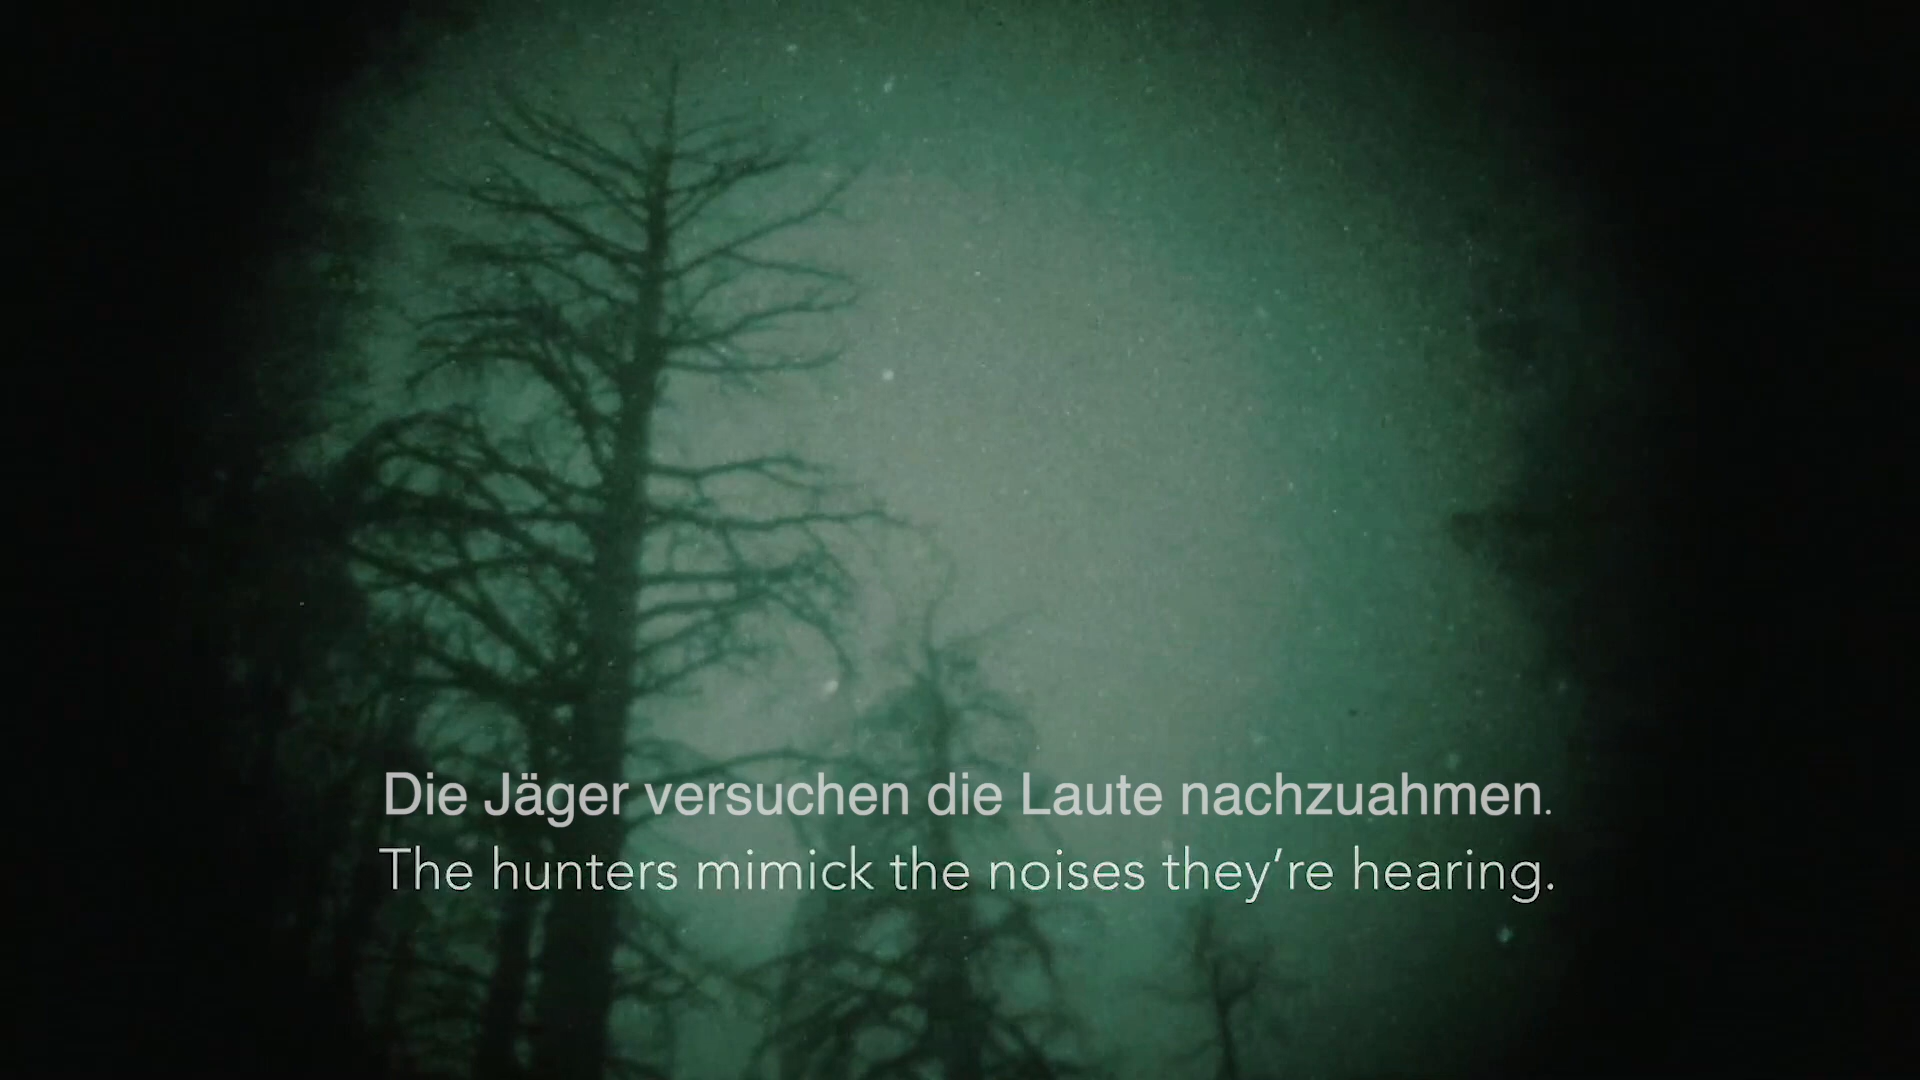 Die Jäger versuchen die Laute nachzuahmen.
The hunters mimick the noises they're hearing.